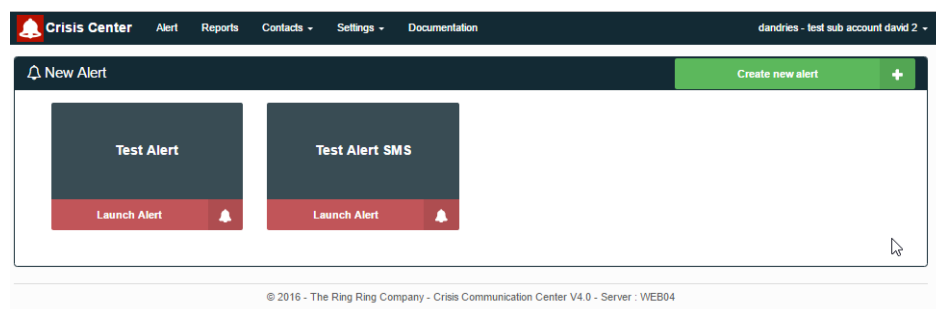 Crisis Center Alert Reports Contacts Settings Documentation dandries - test sub account david 2
New Alert Create new alert
Test Alert Test Alert SMS
Launch Alert Launch Alert
© 2016 - The Ring Ring Company - Crisis Communication Center V4.0 - Server : WEB04